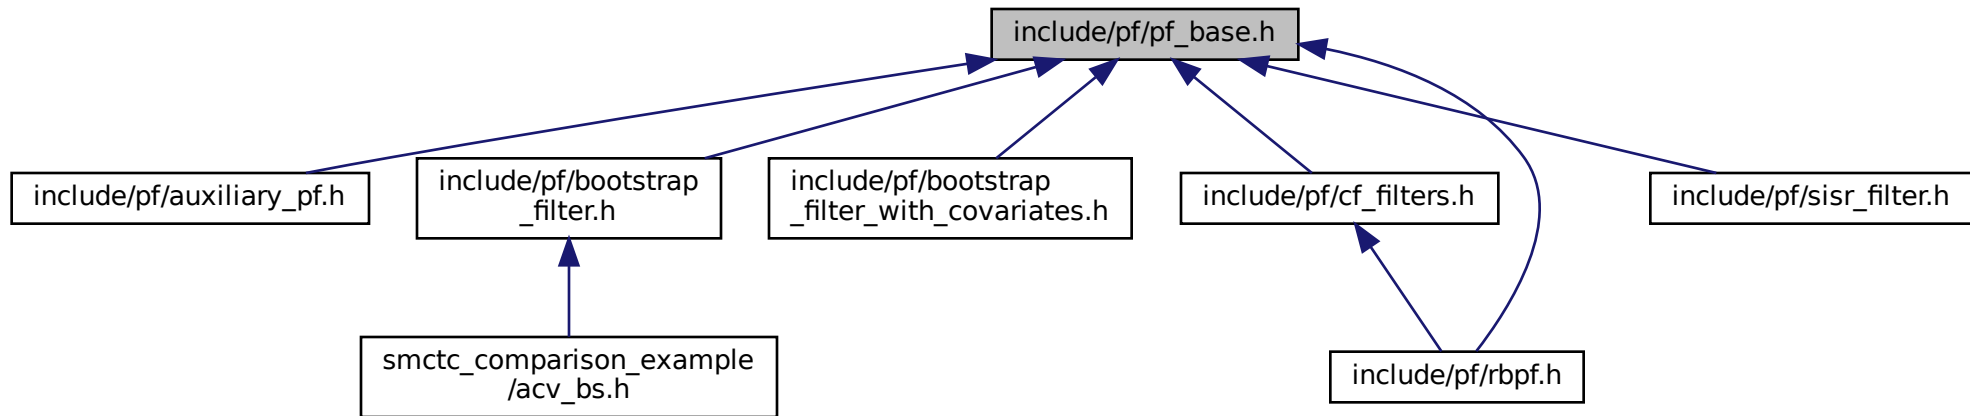 include/pf/pf_base.h
include/pf/auxiliary_pf.h
include/pf/bootstrap
_filter.h
include/pf/bootstrap
_filter_with_covariates.h
include/pf/cf_filters.h
include/pf/sisr_filter.h
smctc_comparison_example
/acv_bs.h
include/pf/rbpf.h